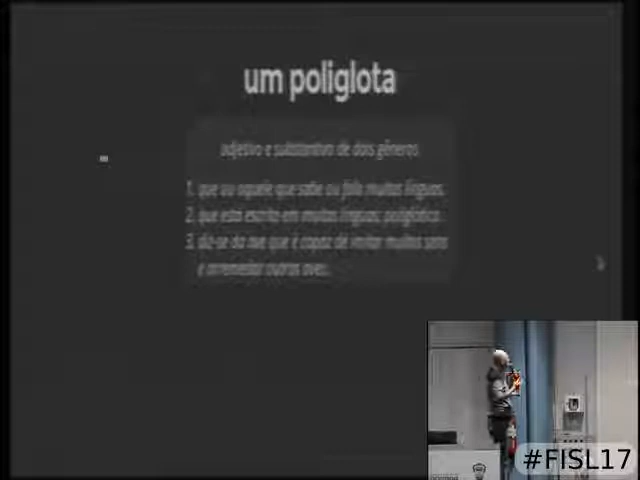 um poliglota
adjetivo e substantivo de dois gêneros
1. que ou aquele que sabe ou fala muitas línguas.
2. que está escrito em muitas línguas; poliglótico.
3. diz-se da ave que é capaz de imitar muitos sons
e arremedar outras aves.
#FISL17